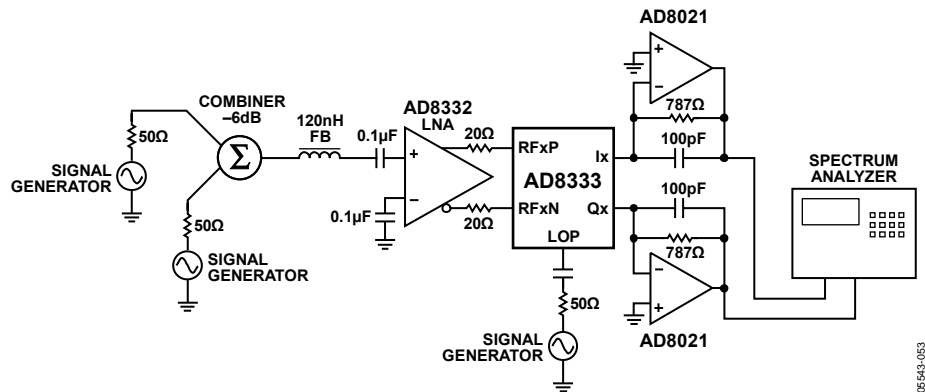 AD8021
COMBINER
–6dB
50Ω
SIGNAL
GENERATOR
Σ
50Ω
SIGNAL
GENERATOR
120nH
FB
0.1µF
AD8332
LNA
+
–
0.1µF
20Ω
20Ω
RFxP
Ix
AD8333
RFxN
Qx
LOP
50Ω
SIGNAL
GENERATOR
+
–
787Ω
100pF
100pF
787Ω
–
+
AD8021
SPECTRUM
ANALYZER
05543-053